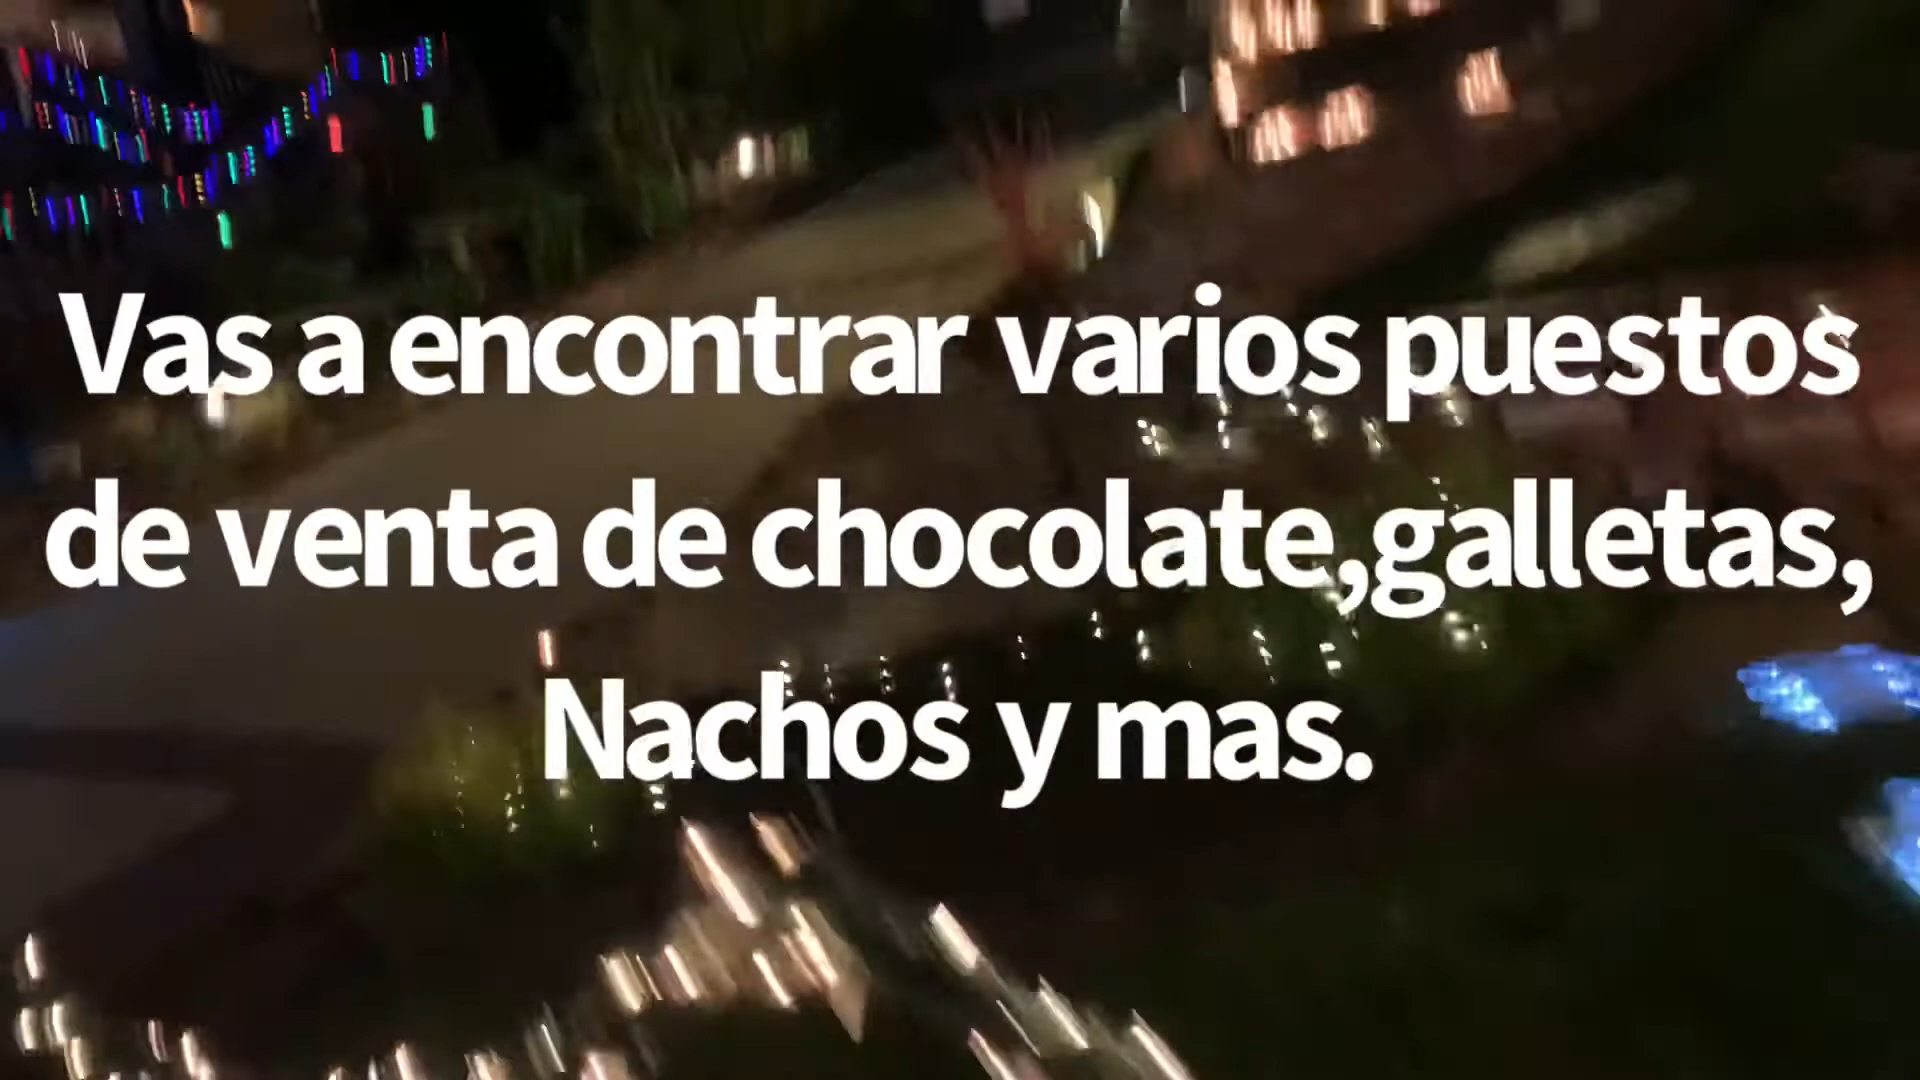 Vas a encontrar varios puestos
de venta de chocolate,galletas,
Nachos y mas.